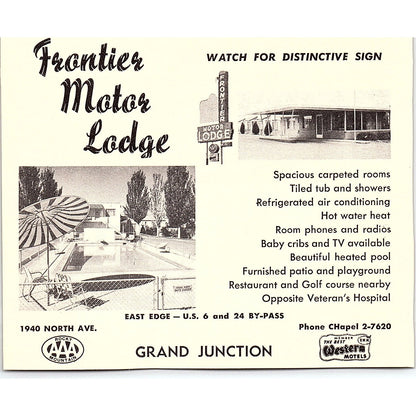 Frontier
Motor
Lodge
WATCH FOR DISTINCTIVE SIGN
FRONTIER
MOTOR
LODGE
Spacious carpeted rooms
Tiled tub and showers
Refrigerated air conditioning
Hot water heat
Room phones and radios
Baby cribs and TV available
Beautiful heated pool
Furnished patio and playground
Restaurant and Golf course nearby
Opposite Veteran's Hospital
EAST EDGE — U.S. 6 and 24 BY-PASS
1940 NORTH AVE.
Phone CHapel 2-7620
ROCKY
AAA
MOUNTAIN
GRAND JUNCTION
MEMBER
THE BEST
Western
MOTELS